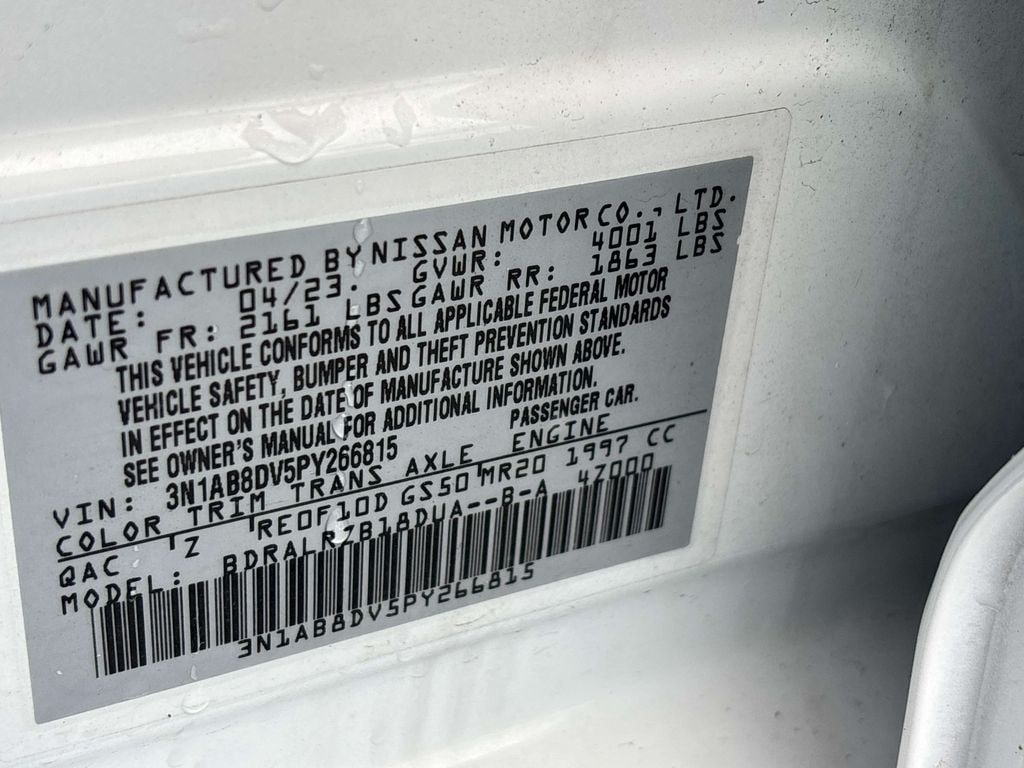 MANUFACTURED BY NISSAN MOTOR CO., LTD.
DATE: 04/23. GVWR: 4001 LBS
GAWR FR: 2161 LBS GAWR RR: 1863 LBS
THIS VEHICLE CONFORMS TO ALL APPLICABLE FEDERAL MOTOR
VEHICLE SAFETY, BUMPER AND THEFT PREVENTION STANDARDS
IN EFFECT ON THE DATE OF MANUFACTURE SHOWN ABOVE.
SEE OWNER'S MANUAL FOR ADDITIONAL INFORMATION.
VIN: 3N1AB8DV5PY266815 PASSENGER CAR.
COLOR TRIM TRANS AXLE ENGINE
QAC Z RE0F10D GS50 MR20 1997 CC
MODEL: BDRALRZB18DUA--B-A 4Z000
3N1AB8DV5PY266815